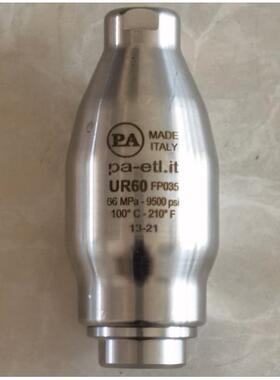 PA MADE
ITALY
pa-etl.it
UR60 FP035
66 MPa - 9500 psi
100° C - 210° F
13-21